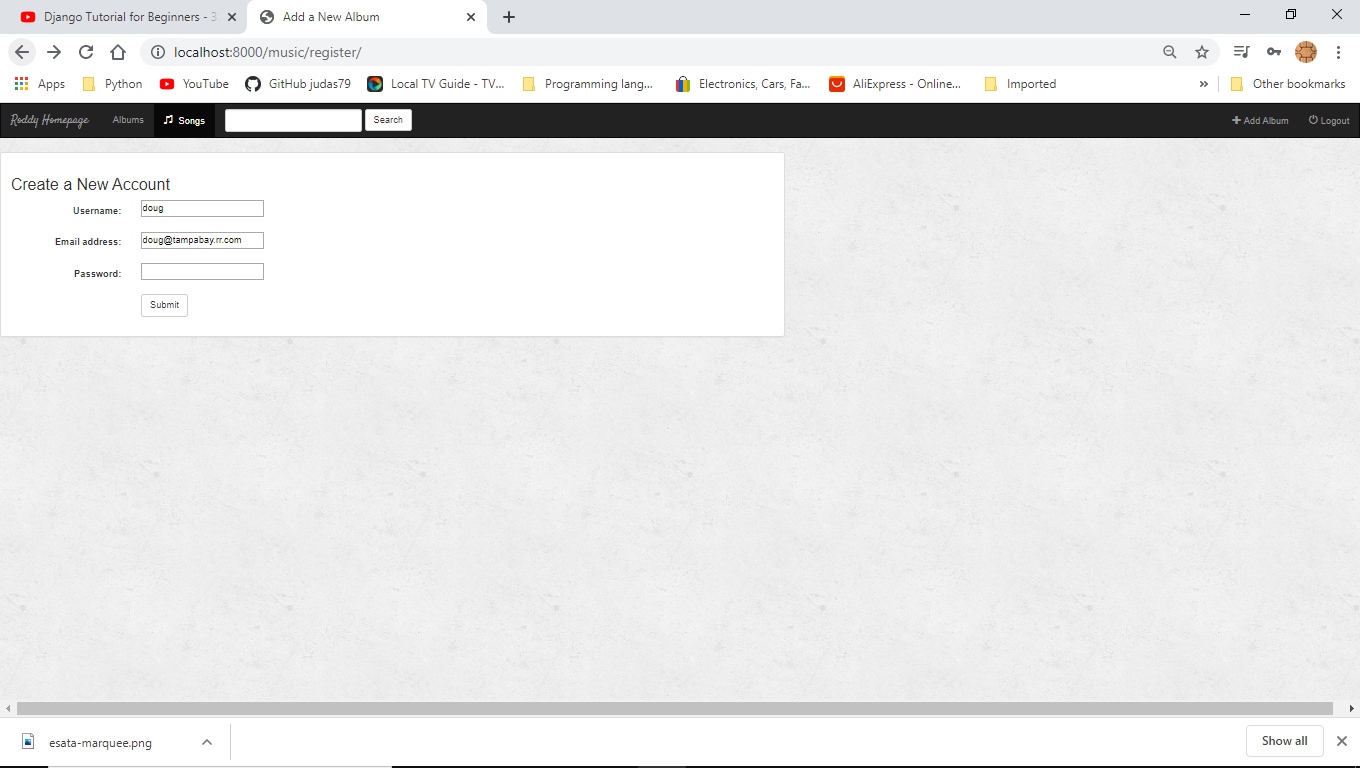 Django Tutorial for Beginners - 3
Add a New Album
localhost:8000/music/register/
Apps Python YouTube GitHub judas79 Local TV Guide - TV... Programming lang... Electronics, Cars, Fa... AliExpress - Online... Imported » Other bookmarks
Roddy Homepage Albums Songs Search Add Album Logout
Create a New Account
Username: doug
Email address: doug@tampabay.rr.com
Password:
Submit
esata-marquee.png Show all